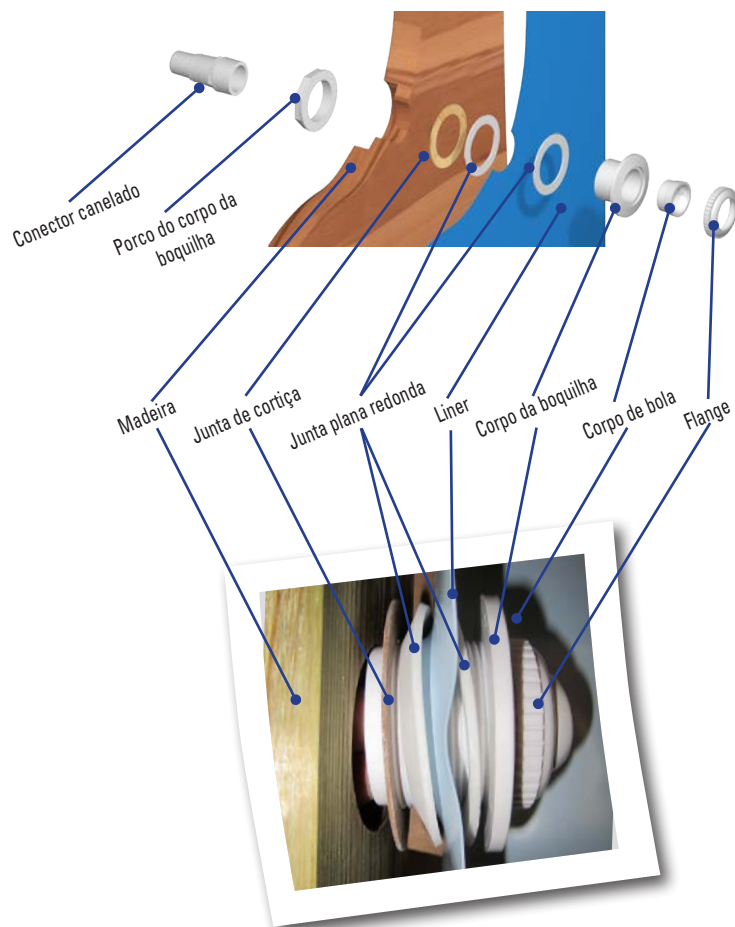 Conector canelado
Porco do corpo da
boquilha
Madeira
Junta de cortiça
Junta plana redonda
Liner
Corpo da boquilha
Corpo de bola
Flange